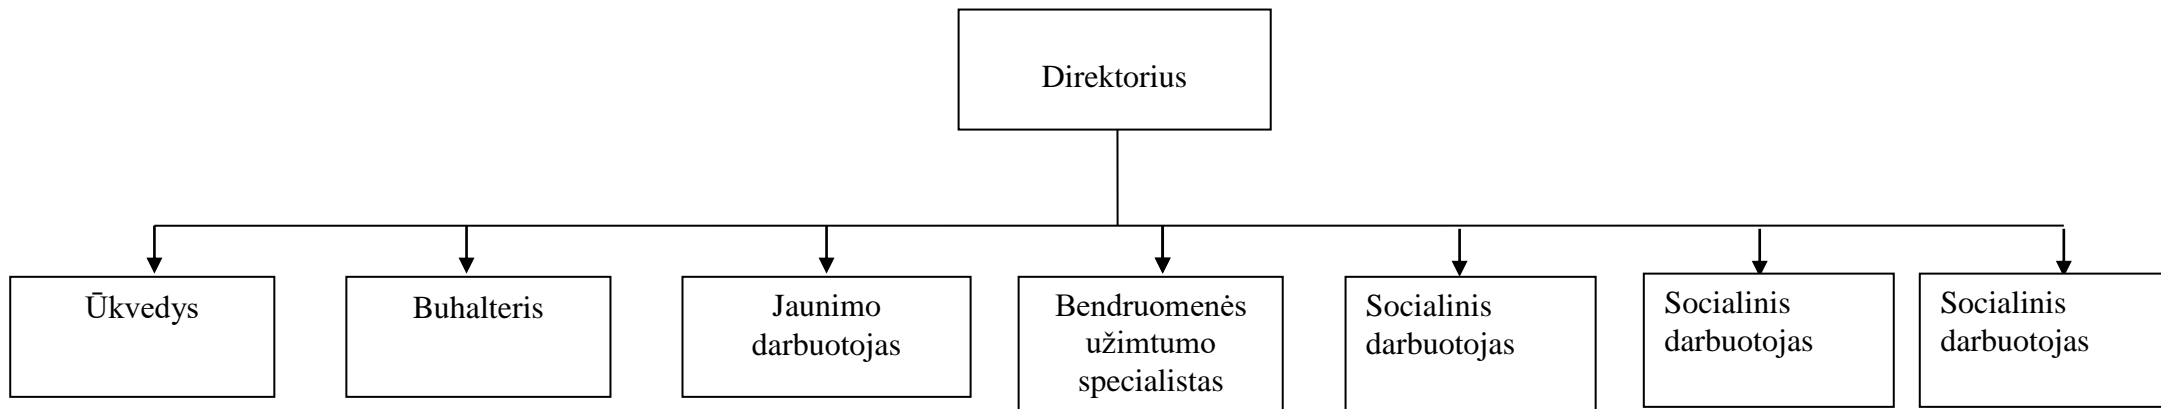 Direktorius
Ūkvedys
Buhalteris
Jaunimo
darbuotojas
Bendruomenės
užimtumo
specialistas
Socialinis
darbuotojas
Socialinis
darbuotojas
Socialinis
darbuotojas